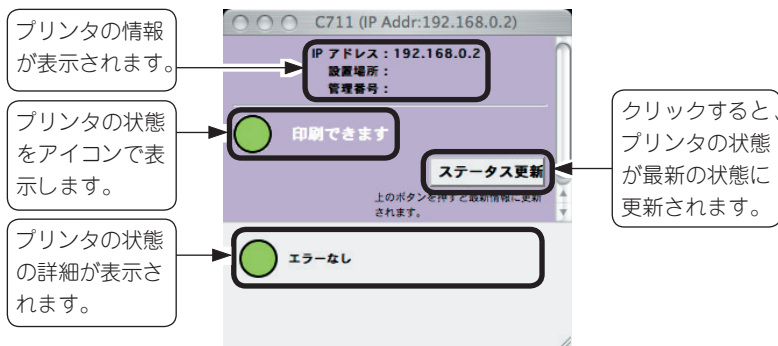 C711 (IP Addr:192.168.0.2)
プリンタの情報
が表示されます。
IP アドレス：192.168.0.2
設置場所：
管理番号：
プリンタの状態
をアイコンで表
示します。
印刷できます
ステータス更新
上のボタンを押すと最新情報に更新
されます。
クリックすると、
プリンタの状態
が最新の状態に
更新されます。
プリンタの状態
の詳細が表示さ
れます。
エラーなし